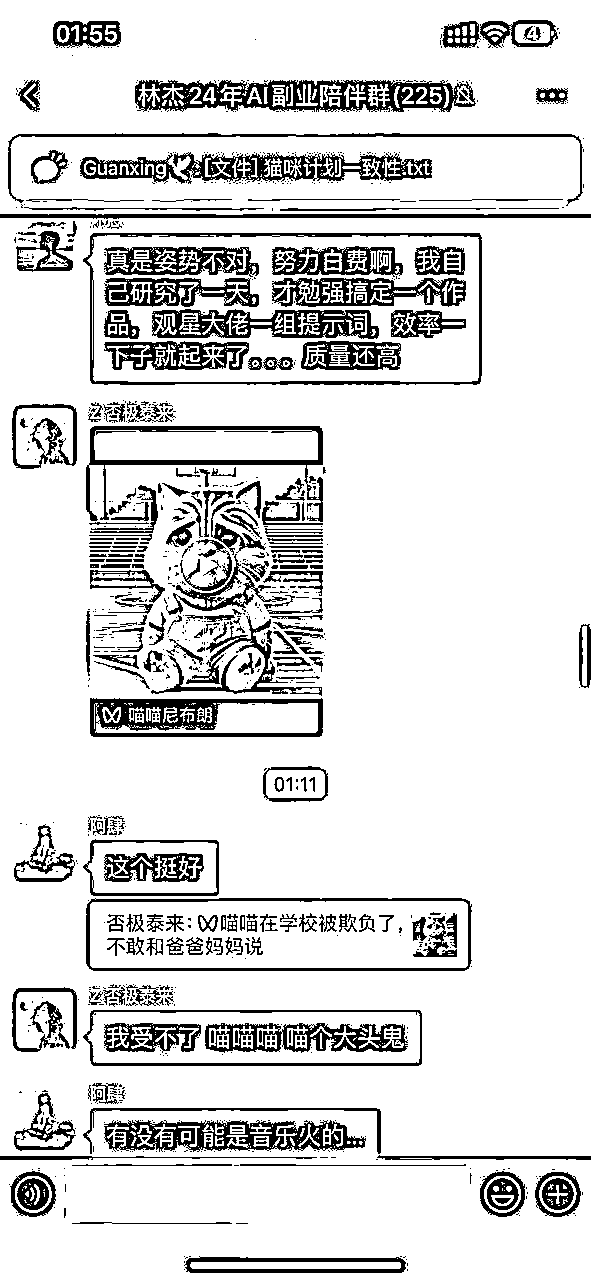 01:55
4
林杰24年AI副业陪伴群(225)
Guanxing🕊:[文件]猫咪计划一致性.txt
真是姿势不对，努力白费啊，我自
己研究了一天，才勉强搞定一个作
品，观星大佬一组提示词，效率一
下子就起来了。。。质量还高
Z否极泰来
喵喵尼布朗
01:11
阿肆
这个挺好
否极泰来:喵喵在学校被欺负了，
不敢和爸爸妈妈说
Z否极泰来
我受不了 喵喵喵 喵个大头鬼
阿肆
有没有可能是音乐火的...